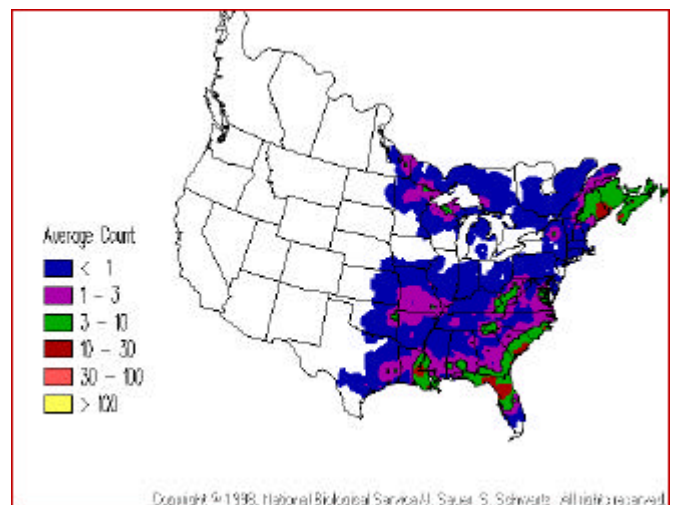 Average Count
< 1
1 - 3
3 - 10
10 - 30
30 - 100
> 100
Copyright © 1998, National Biological Service/J. Sauer, S. Schwartz, All rights reserved